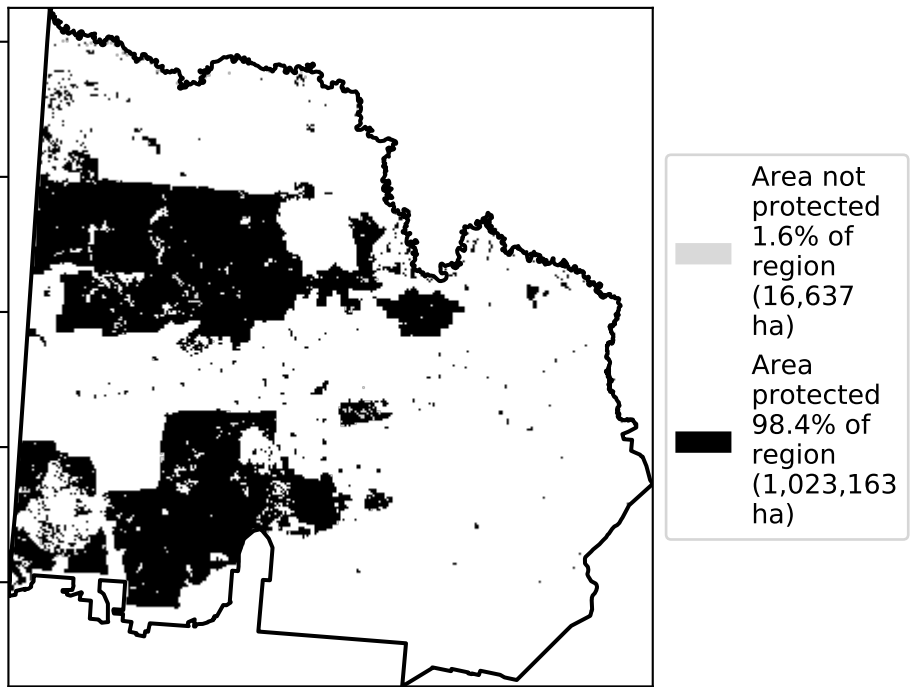 Area not
protected
1.6% of
region
(16,637
ha)
Area
protected
98.4% of
region
(1,023,163
ha)